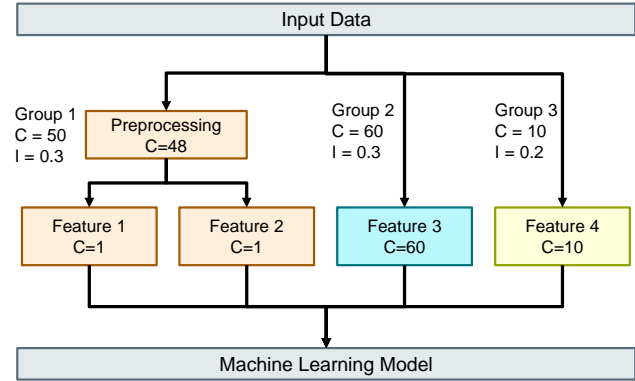 Input Data
Group 1
C = 50
I = 0.3
Preprocessing
C=48
Group 2
C = 60
I = 0.3
Group 3
C = 10
I = 0.2
Feature 1
C=1
Feature 2
C=1
Feature 3
C=60
Feature 4
C=10
Machine Learning Model